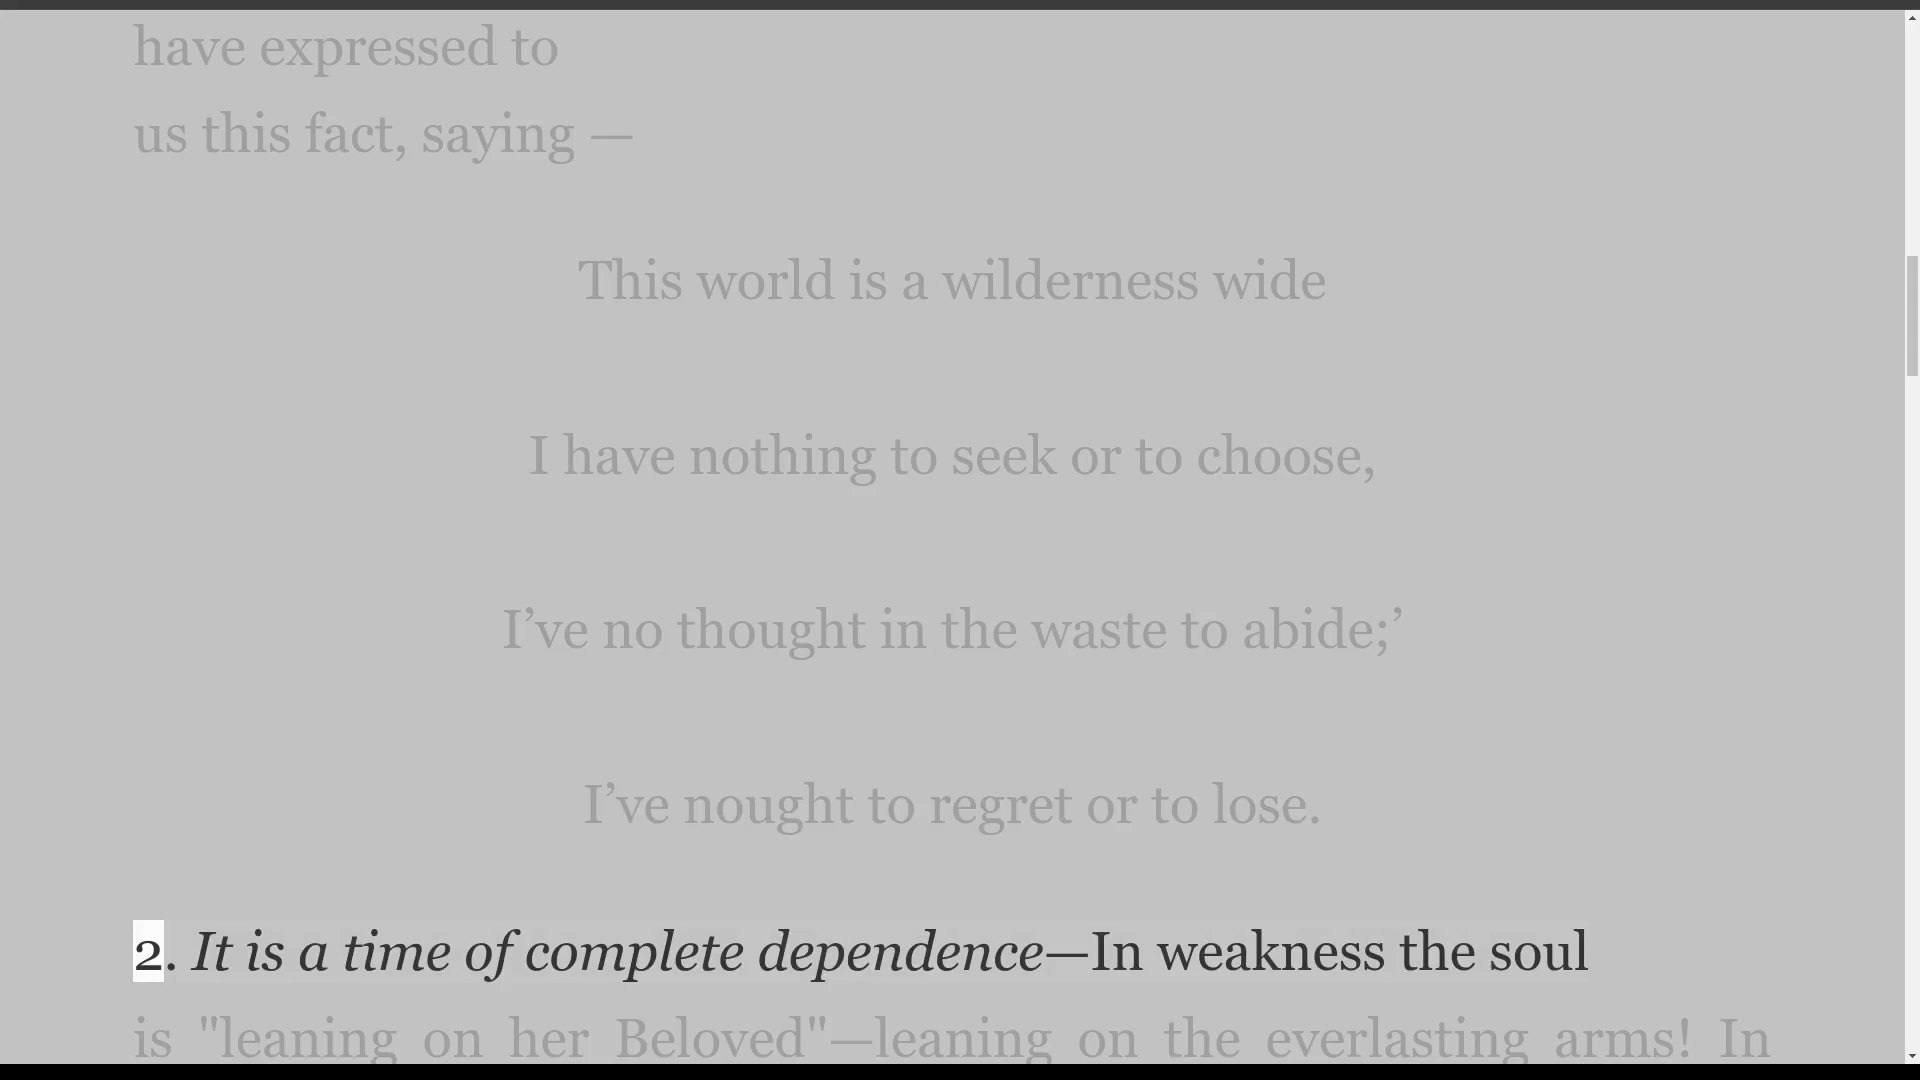 have expressed to
us this fact, saying —
This world is a wilderness wide
I have nothing to seek or to choose,
I’ve no thought in the waste to abide;’
I’ve nought to regret or to lose.
2. It is a time of complete dependence—In weakness the soul
is "leaning on her Beloved"—leaning on the everlasting arms! In